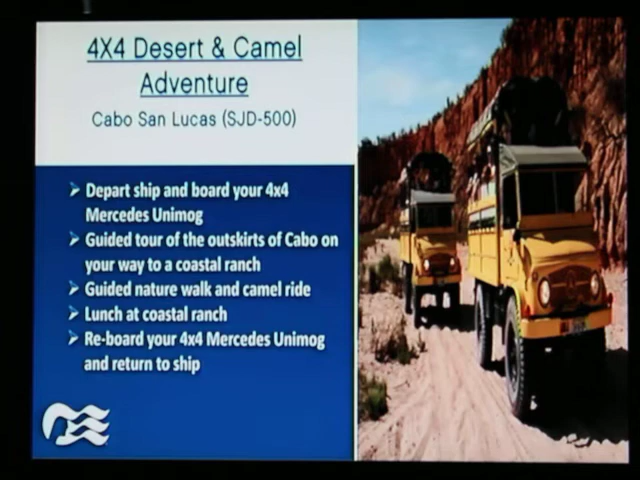 4X4 Desert & Camel
Adventure
Cabo San Lucas (SJD-500)
➤ Depart ship and board your 4x4
Mercedes Unimog
➤ Guided tour of the outskirts of Cabo on
your way to a coastal ranch
➤ Guided nature walk and camel ride
➤ Lunch at coastal ranch
➤ Re-board your 4x4 Mercedes Unimog
and return to ship